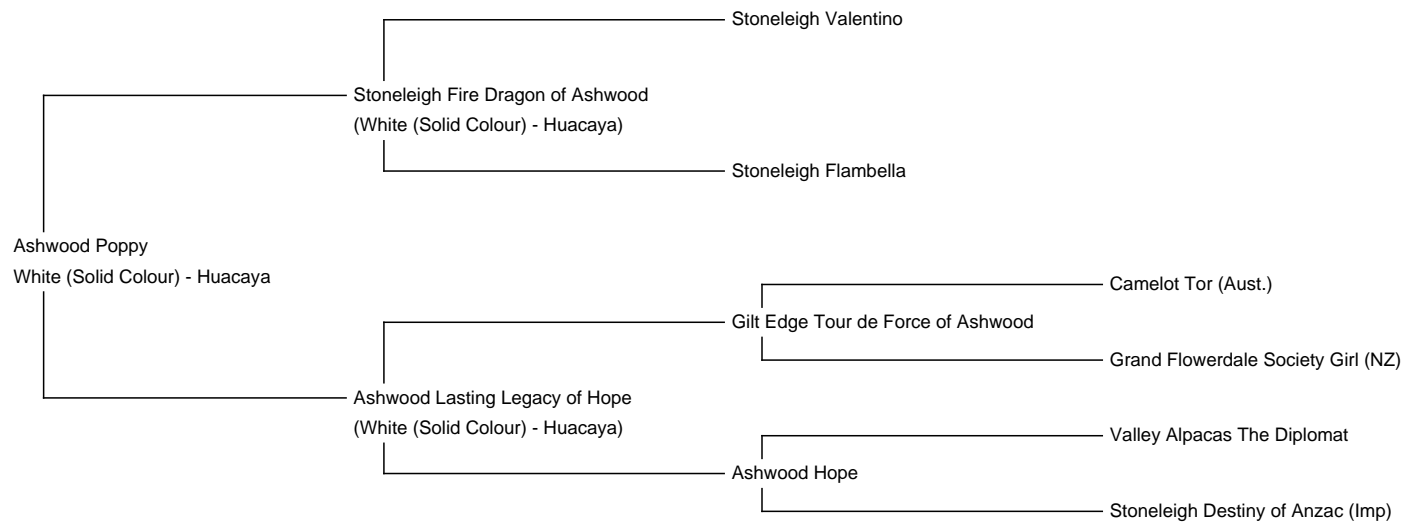 Stoneleigh Valentino
Stoneleigh Fire Dragon of Ashwood
(White (Solid Colour) - Huacaya)
Stoneleigh Flambella
Ashwood Poppy
White (Solid Colour) - Huacaya
Camelot Tor (Aust.)
Gilt Edge Tour de Force of Ashwood
Grand Flowerdale Society Girl (NZ)
Ashwood Lasting Legacy of Hope
(White (Solid Colour) - Huacaya)
Valley Alpacas The Diplomat
Ashwood Hope
Stoneleigh Destiny of Anzac (Imp)